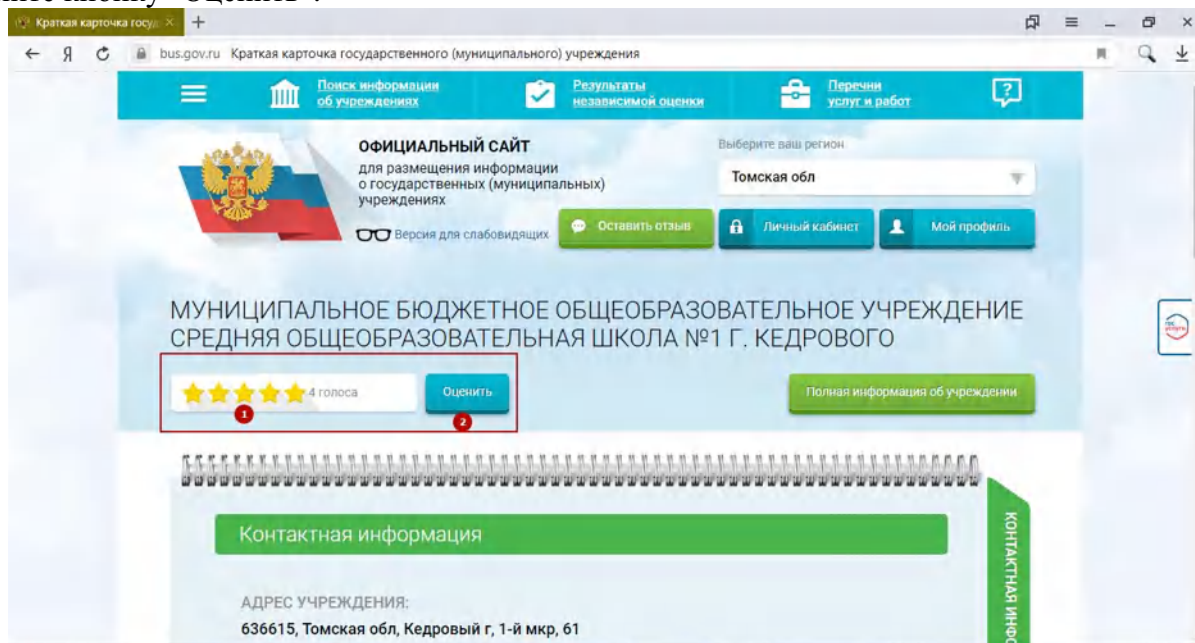 Краткая карточка госуд
bus.gov.ru Краткая карточка государственного (муниципального) учреждения
Поиск информации
об учреждениях
Результаты
независимой оценки
Перечни
услуг и работ
ОФИЦИАЛЬНЫЙ САЙТ
для размещения информации
о государственных (муниципальных)
учреждениях
Версия для слабовидящих
Выберите ваш регион
Томская обл
Оставить отзыв
Личный кабинет
Мой профиль
МУНИЦИПАЛЬНОЕ БЮДЖЕТНОЕ ОБЩЕОБРАЗОВАТЕЛЬНОЕ УЧРЕЖДЕНИЕ
СРЕДНЯЯ ОБЩЕОБРАЗОВАТЕЛЬНАЯ ШКОЛА №1 Г. КЕДРОВОГО
4 голоса
Оценить
1
2
Полная информация об учреждении
Контактная информация
КОНТАКТНАЯ ИНФО
АДРЕС УЧРЕЖДЕНИЯ:
636615, Томская обл, Кедровый г, 1-й мкр, 61